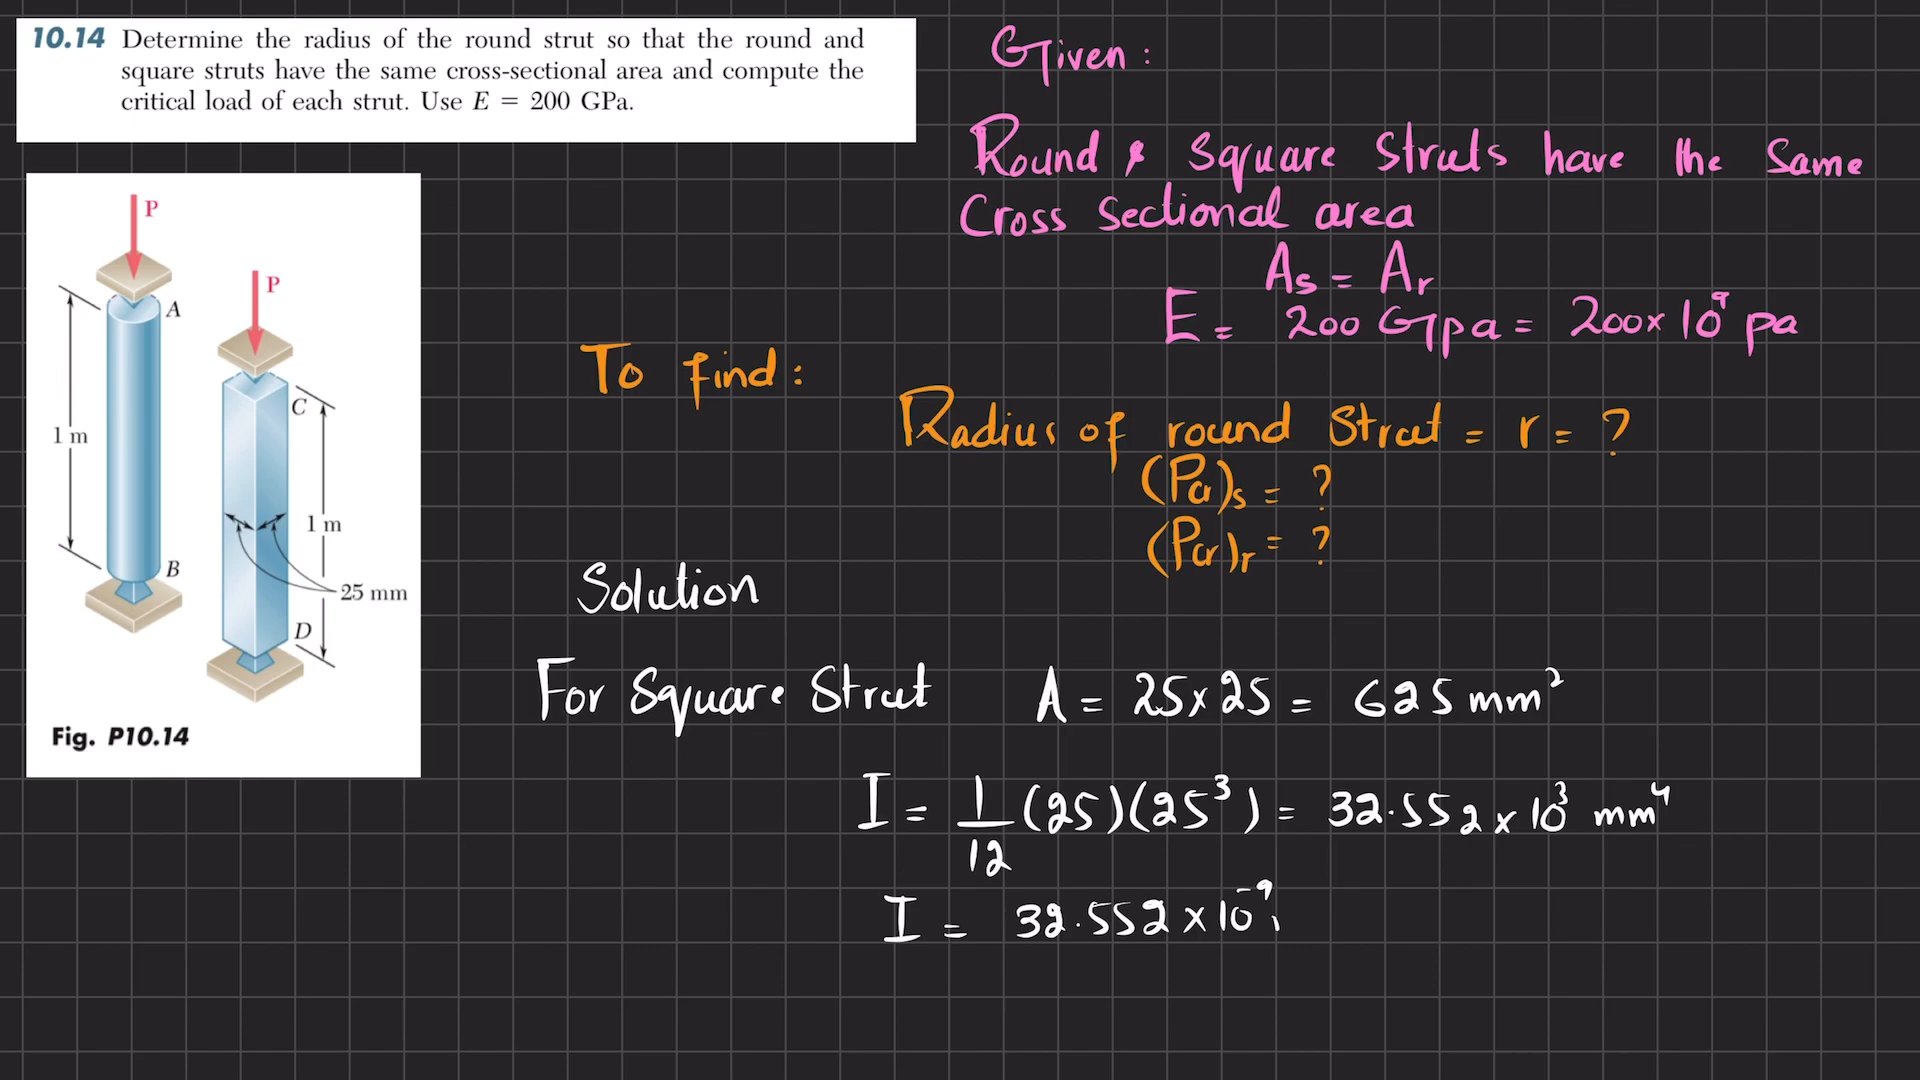 10.14 Determine the radius of the round strut so that the round and
square struts have the same cross-sectional area and compute the
critical load of each strut. Use E = 200 GPa.
P
A
P
C
1 m
1 m
B
25 mm
D
Fig. P10.14
Given:
Round & Square Struts have the Same
Cross Sectional area
As = Ar
E = 200 Gpa = 200×10⁹ pa
To find:
Radius of round Strut = r = ?
(Pcr)s = ?
(Pcr)r = ?
Solution
For Square Strut A = 25×25 = 625 mm²
I = 1/12 (25)(25³) = 32.552×10³ mm⁴
I = 32.552×10⁻⁹